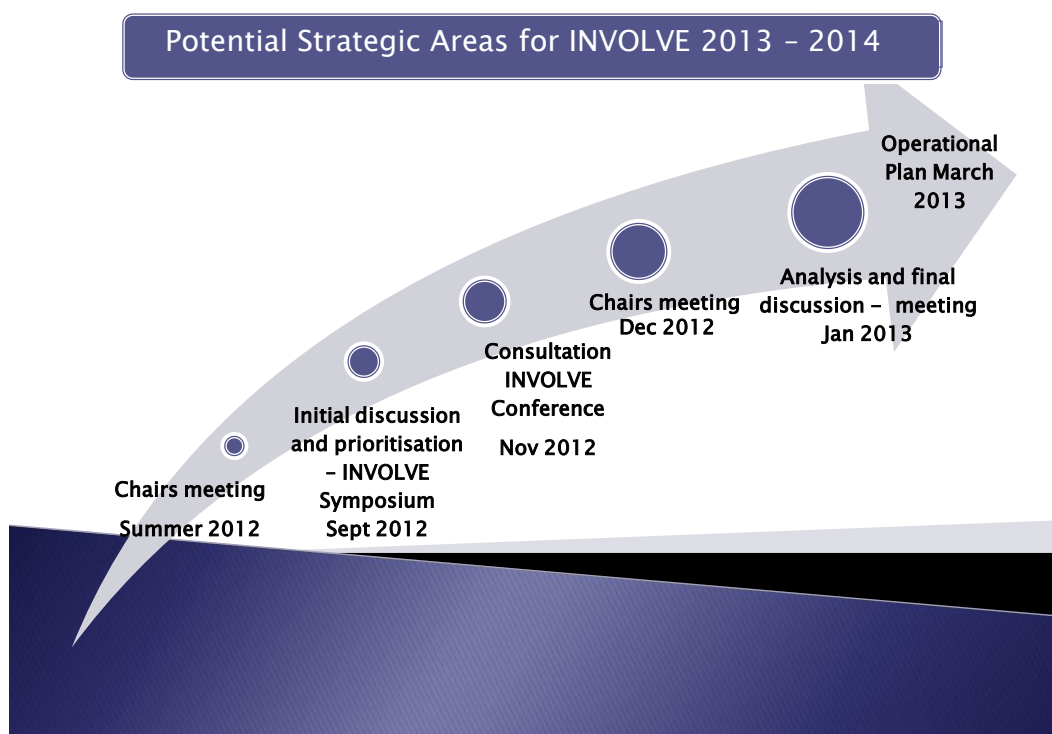 Potential Strategic Areas for INVOLVE 2013 – 2014
Operational
Plan March
2013
Analysis and final
discussion – meeting
Jan 2013
Chairs meeting
Dec 2012
Consultation
INVOLVE
Conference
Nov 2012
Initial discussion
and prioritisation
– INVOLVE
Symposium
Sept 2012
Chairs meeting
Summer 2012